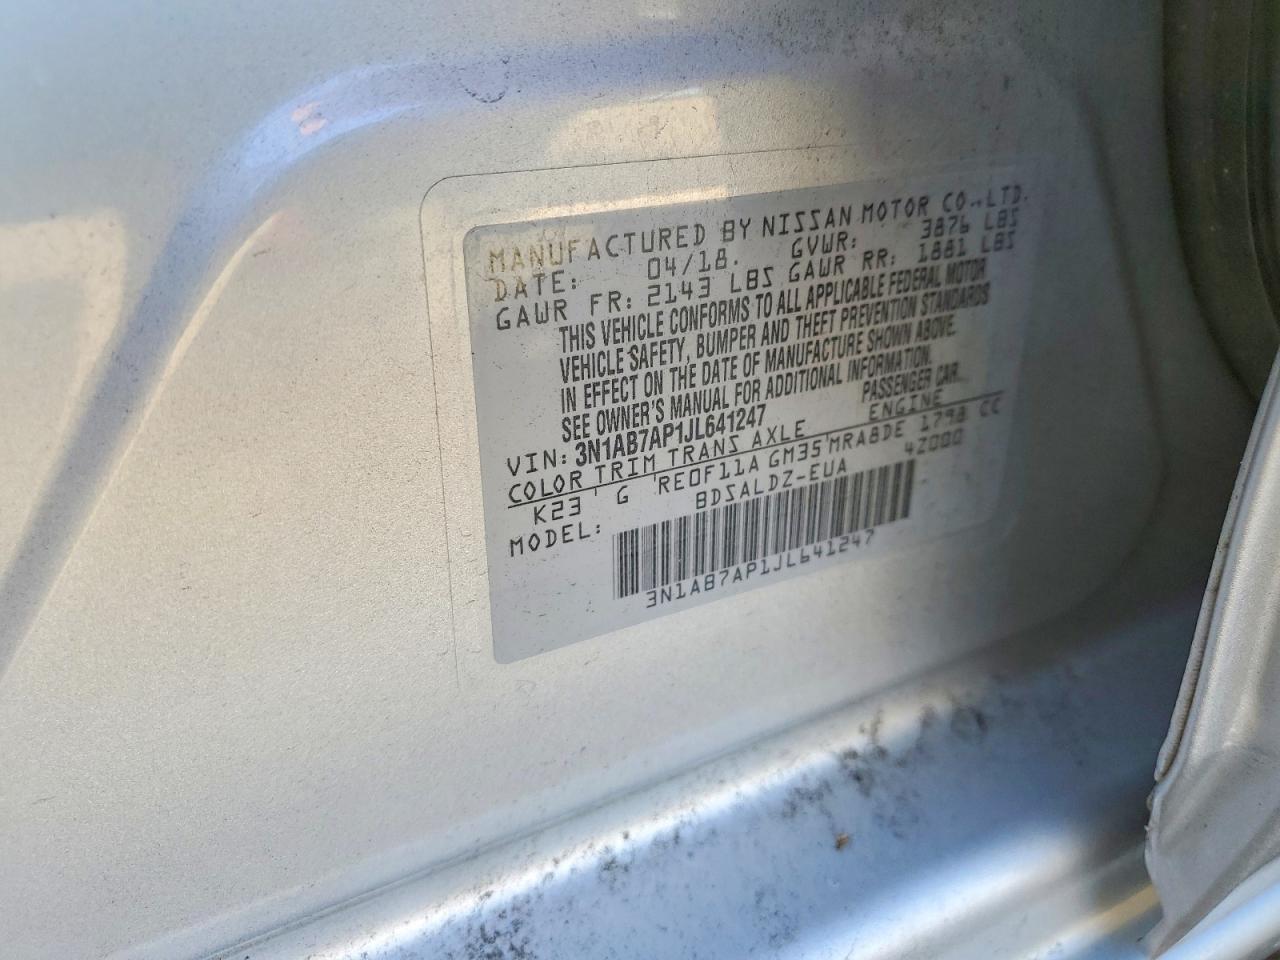 MANUFACTURED BY NISSAN MOTOR CO.,LTD.
DATE: 04/18. GVWR: 3876 LBS
GAWR FR: 2143 LBS GAWR RR: 1881 LBS
THIS VEHICLE CONFORMS TO ALL APPLICABLE FEDERAL MOTOR
VEHICLE SAFETY, BUMPER AND THEFT PREVENTION STANDARDS
IN EFFECT ON THE DATE OF MANUFACTURE SHOWN ABOVE.
SEE OWNER'S MANUAL FOR ADDITIONAL INFORMATION.
VIN: 3N1AB7AP1JL641247 PASSENGER CAR
COLOR TRIM TRANS AXLE ENGINE
K23 G RE0F11A GM35 MRA8DE 1798 CC
MODEL: BDSALDZ-EUA 4Z000
3N1AB7AP1JL641247